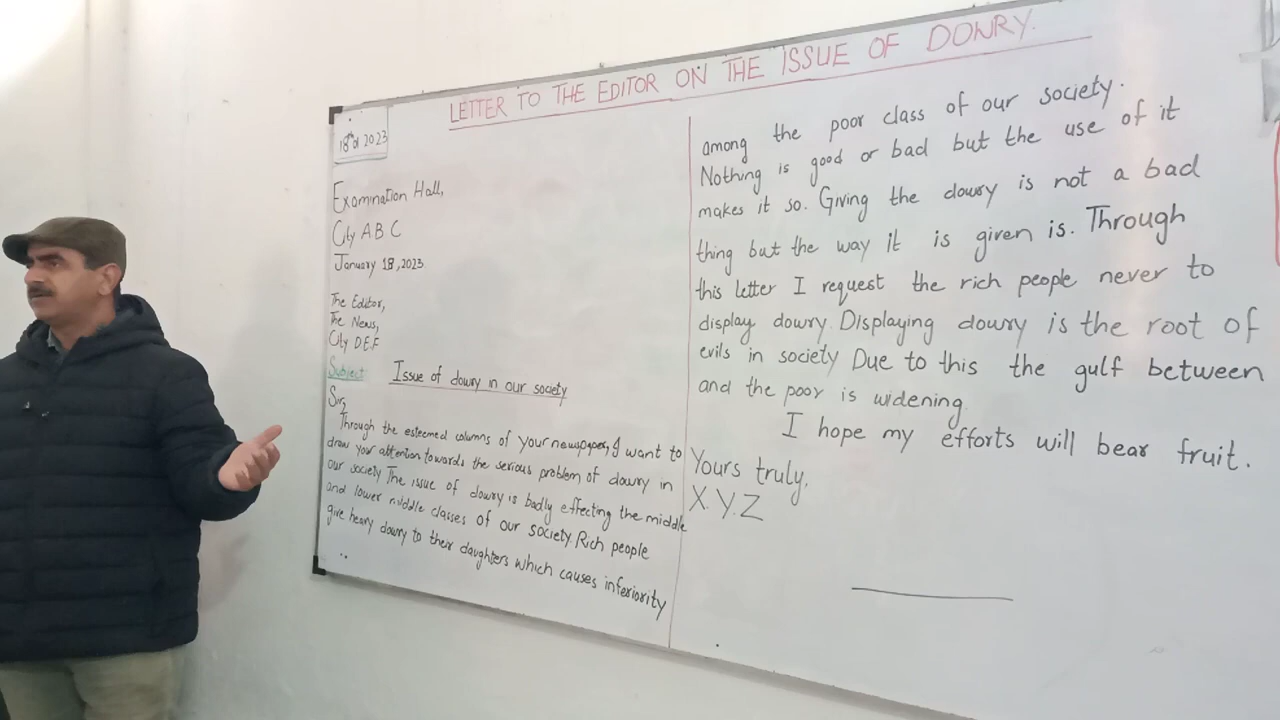 LETTER TO THE EDITOR ON THE ISSUE OF DOWRY.
18th 01 2023
Examination Hall,
City A B C
January 18, 2023
The Editor,
The News,
City D.E.F
Subject Issue of dowry in our society
Sir,
Through the esteemed columns of your newspaper, I want to
draw your attention towards the serious problem of dowry in
our society The issue of dowry is badly effecting the middle
and lower middle classes of our society. Rich people
give heavy dowry to their daughters which causes inferiority
among the poor class of our society.
Nothing is good or bad but the use of it
makes it so. Giving the dowry is not a bad
thing but the way it is given is. Through
this letter I request the rich people never to
display dowry. Displaying dowry is the root of
evils in society Due to this the gulf between
and the poor is widening.
I hope my efforts will bear fruit.
Yours truly,
X.Y.Z